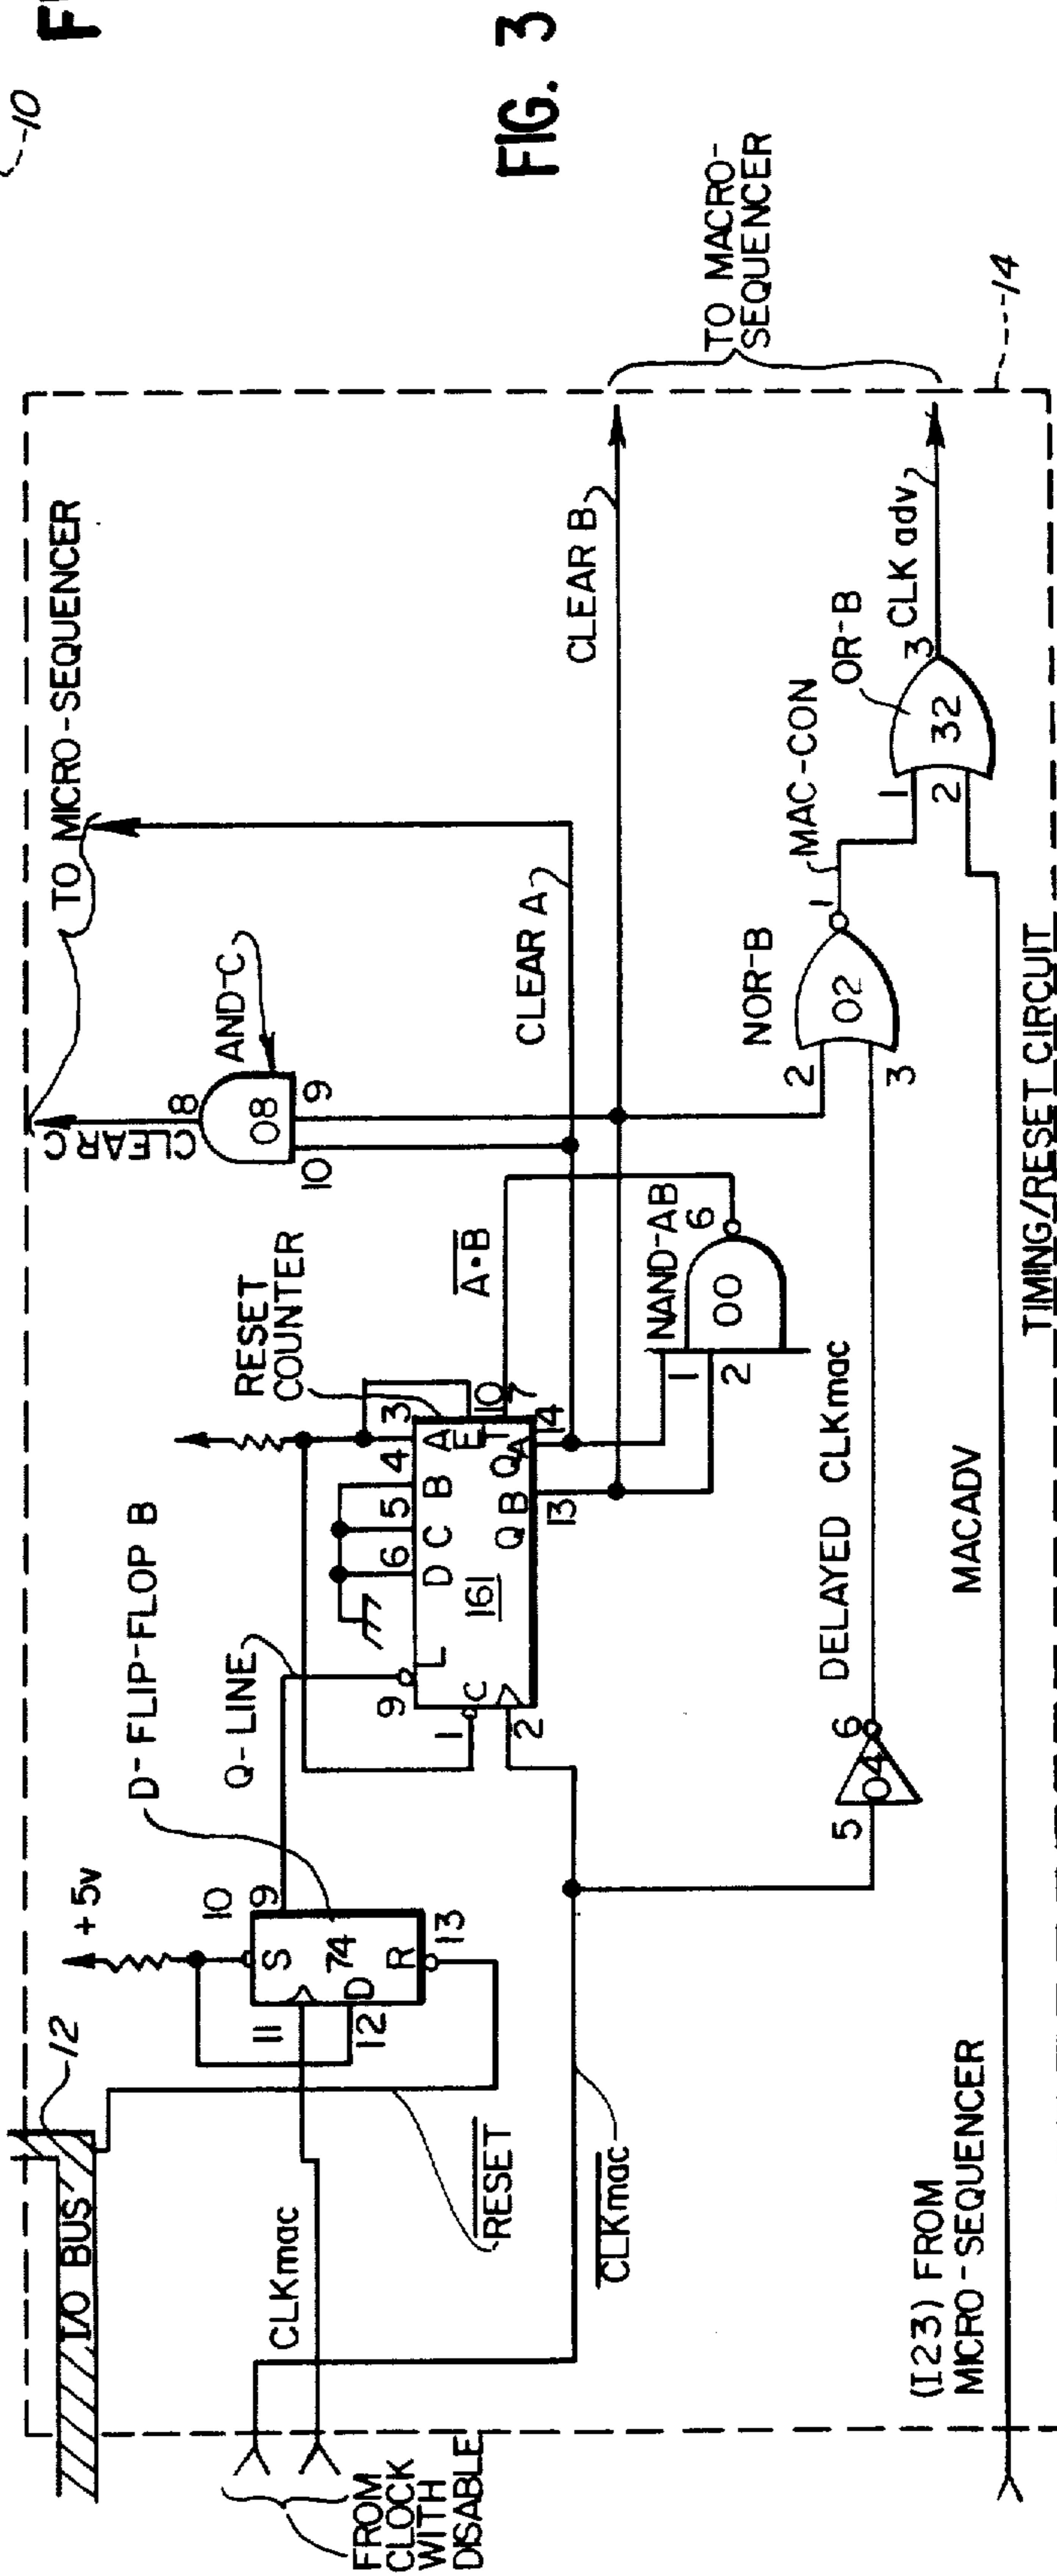 F
10
FIG. 3
TO MICRO-SEQUENCER
I/O BUS
12
+5v
D-FLIP-FLOP B
10
9
S
74
11
D
12
R
13
Q-LINE
RESET
COUNTER
3
4
5
6
A
B
C
D
E
T
10
7
L
9
161
C
1
2
QA
14
QB
13
CLEAR C
8
AND-C
08
10
9
A•B
CLEAR A
CLEAR B
TO MACRO-
SEQUENCER
NAND-AB
1
2
00
6
CLKmac
RESET
FROM
CLOCK
WITH
DISABLE
CLKmac
5
04
6
DELAYED CLKmac
NOR-B
2
3
02
1
MAC-CON
OR-B
1
2
32
3
CLK adv
(I23) FROM
MICRO-SEQUENCER
MACADV
14
TIMING/RESET CIRCUIT